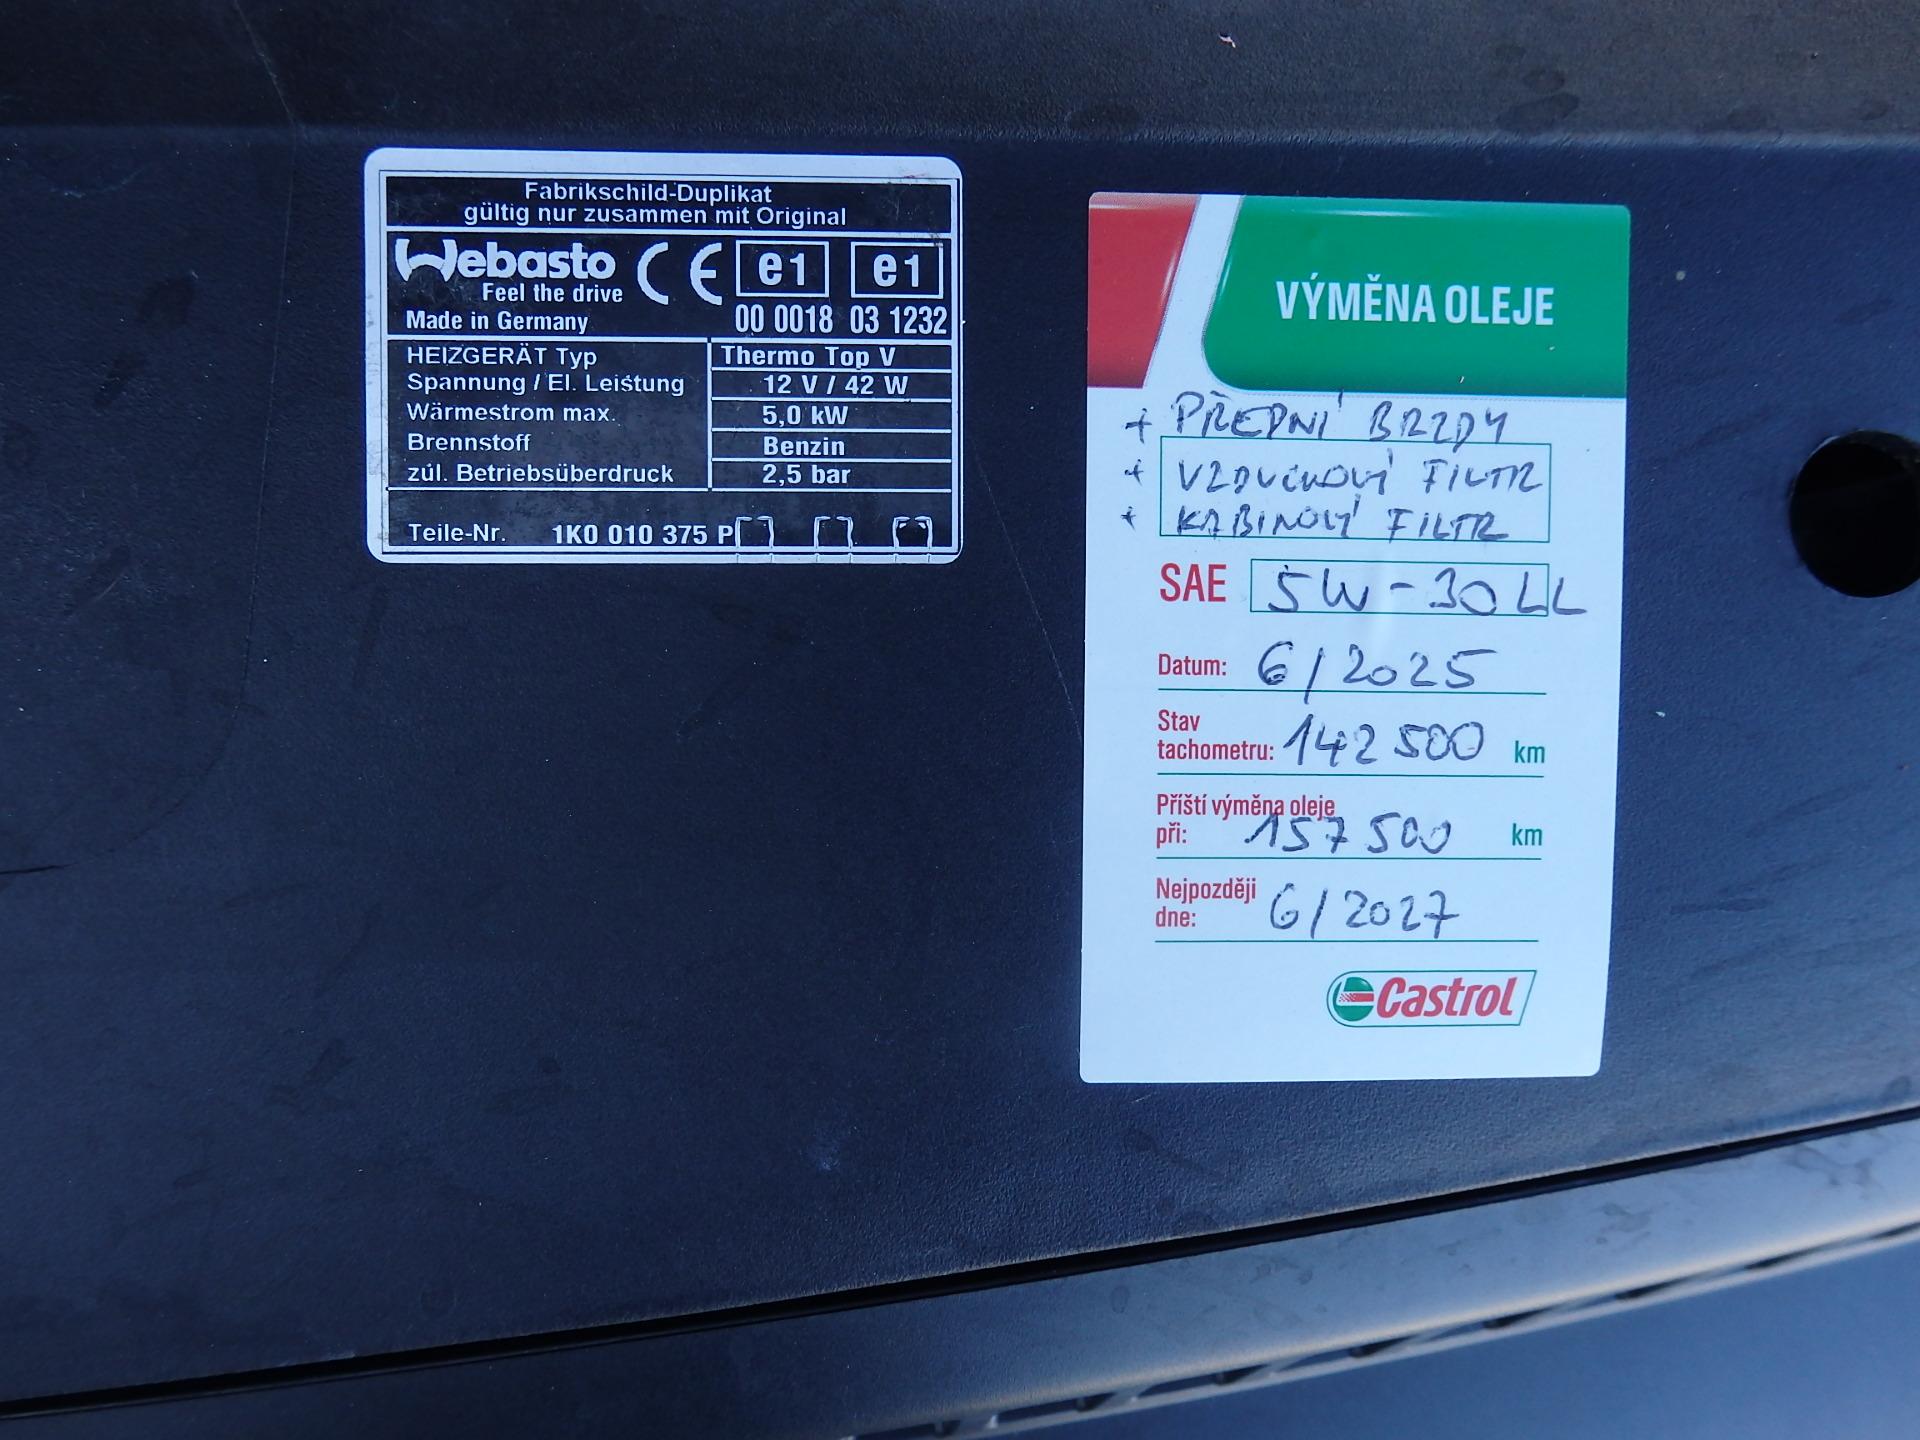 Fabrikschild-Duplikat
gültig nur zusammen mit Original
Webasto CE e1 e1
Feel the drive
Made in Germany 00 0018 03 1232
HEIZGERÄT Typ Thermo Top V
Spannung / El. Leistung 12 V / 42 W
Wärmestrom max. 5,0 kW
Brennstoff Benzin
zul. Betriebsüberdruck 2,5 bar
Teile-Nr. 1K0 010 375 P
VÝMĚNA OLEJE
+ PŘEDNÍ BRZDY
+ VZDUCHOVÝ FILTR
+ KABINOVÝ FILTR
SAE 5W-30 LL
Datum: 6/2025
Stav
tachometru: 142 500 km
Příští výměna oleje
při: 157 500 km
Nejpozději
dne: 6/2027
Castrol